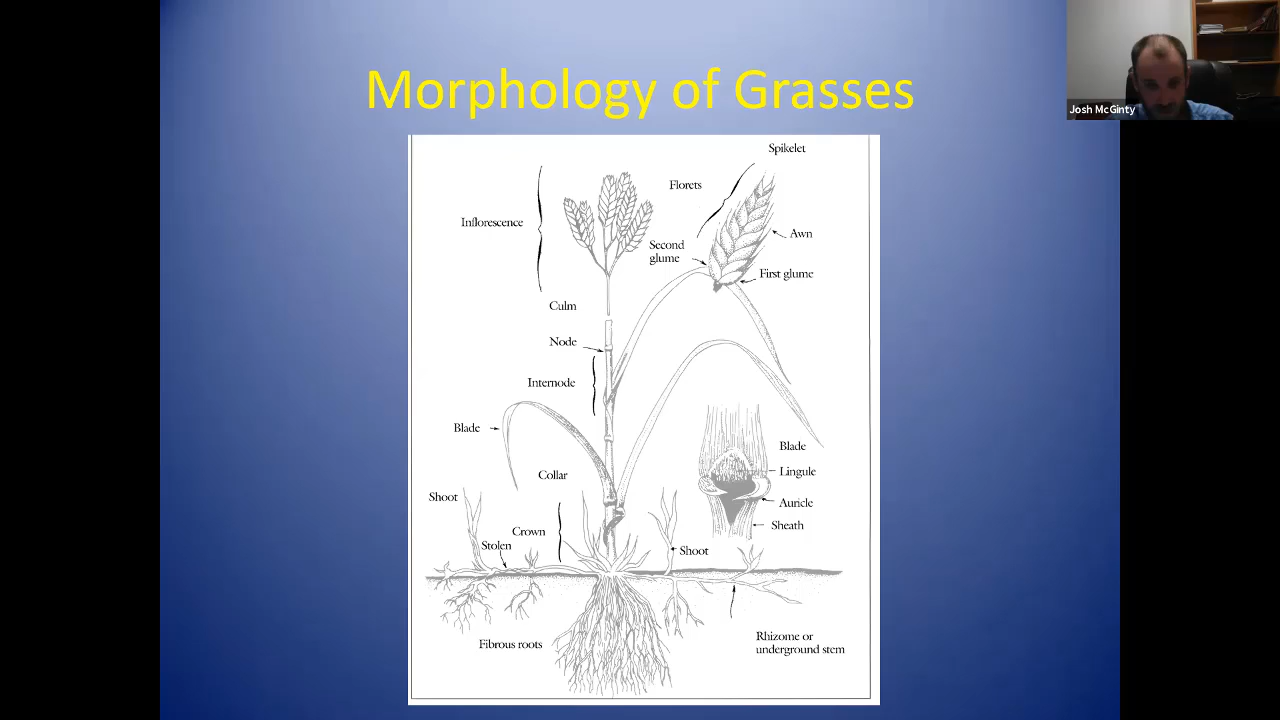 Morphology of Grasses
Josh McGinty
Spikelet
Florets
Inflorescence
Awn
Second
glume
First glume
Culm
Node
Internode
Blade
Blade
Lingule
Collar
Shoot
Auricle
Sheath
Crown
Stolen
Shoot
Fibrous roots
Rhizome or
underground stem